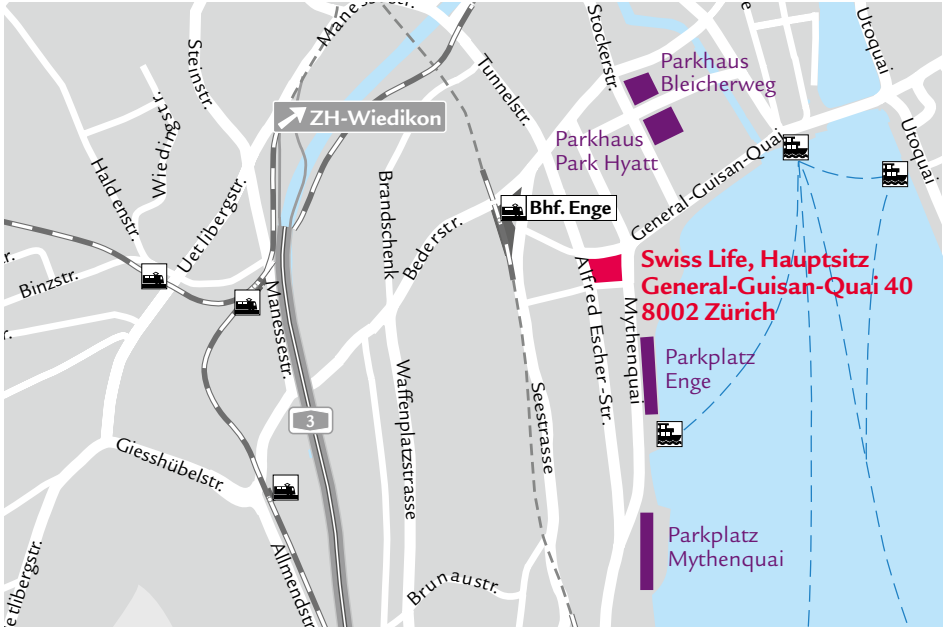 Manessestr.
Steinstr.
Stockerstr.
Utoquai
Tunnelstr.
Parkhaus
Bleicherweg
ZH-Wiedikon
Wiedingstr.
Haldenstr.
Parkhaus
Park Hyatt
General-Guisan-Quai
Utoquai
Uetlibergstr.
Brandschenk
Bederstr.
Bhf. Enge
Binzstr.
Swiss Life, Hauptsitz
General-Guisan-Quai 40
8002 Zürich
Manessestr.
Alfred Escher-Str.
Mythenquai
Parkplatz
Enge
Waffenplatzstrasse
Seestrasse
3
Giesshübelstr.
Parkplatz
Mythenquai
Allmendstr.
Brunaustr.
etlibergstr.